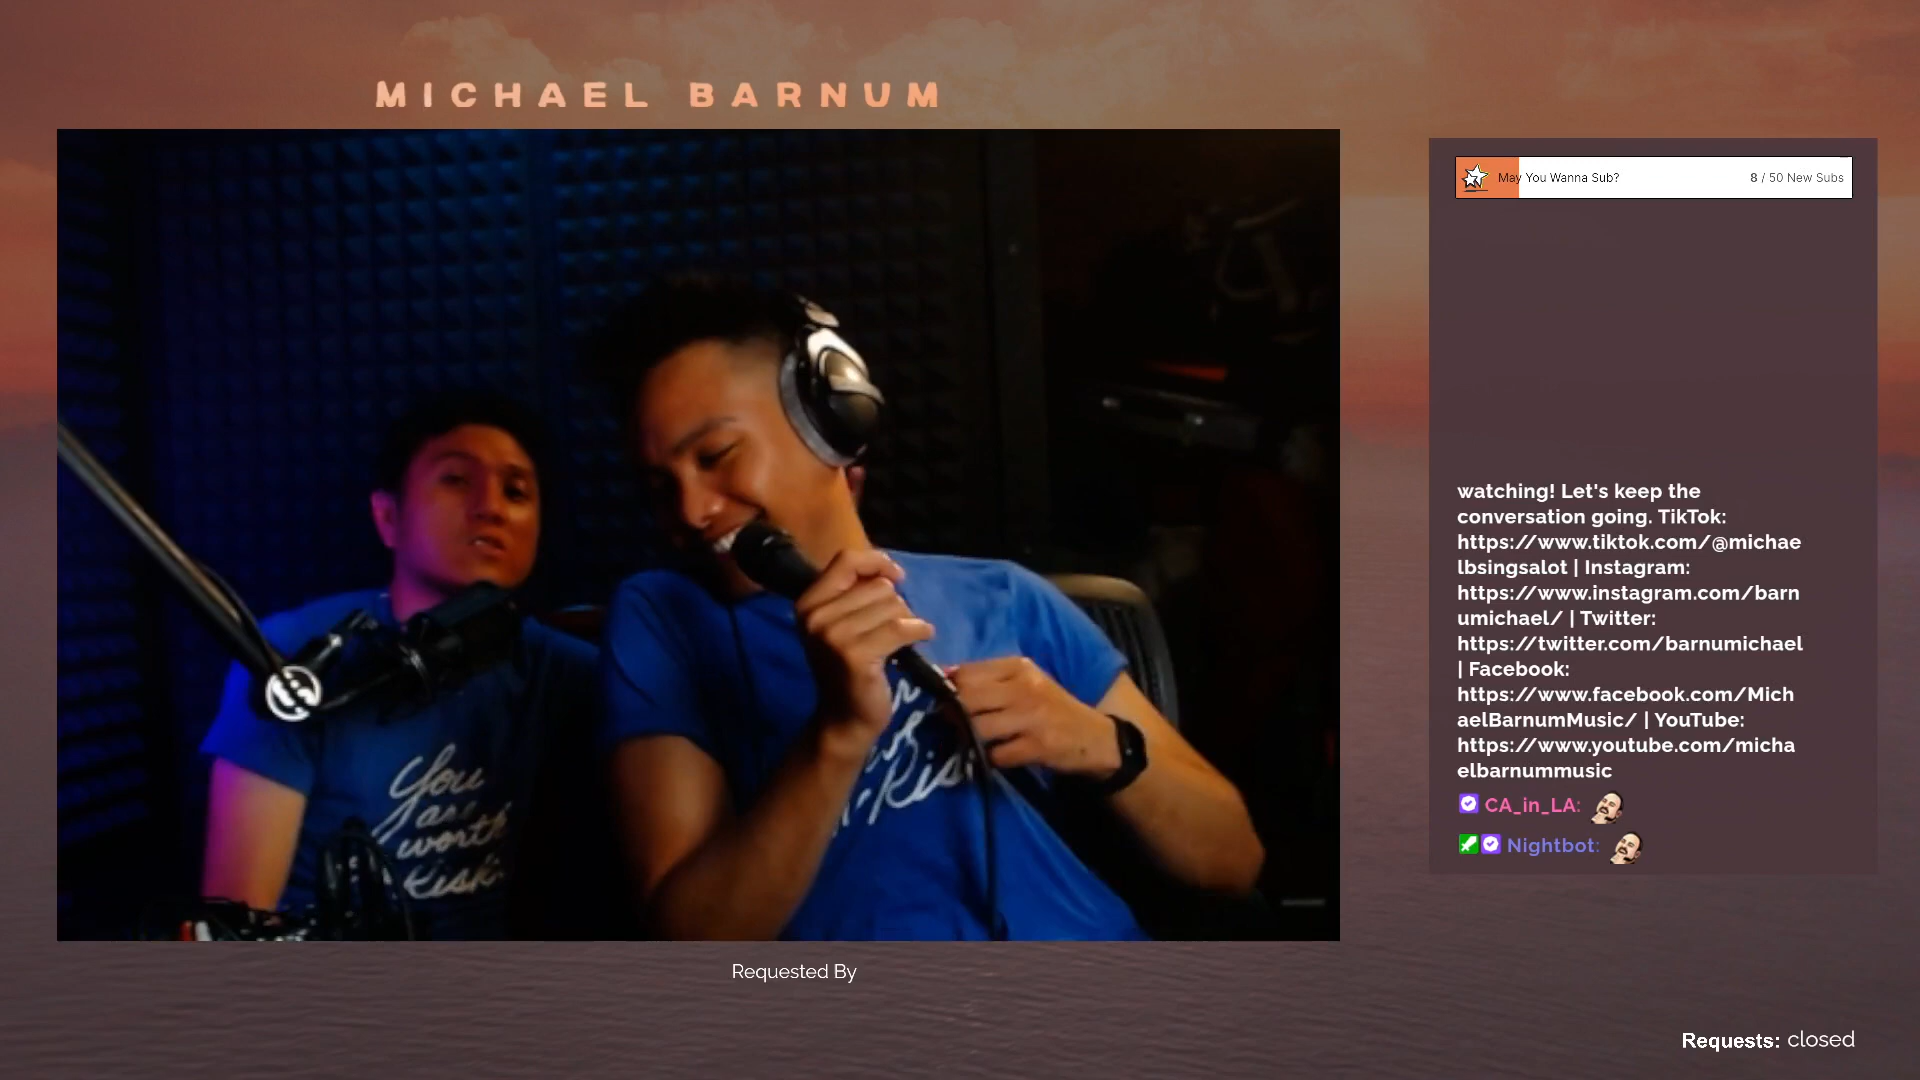 MICHAEL BARNUM
May You Wanna Sub?
8 / 50 New Subs
watching! Let's keep the
conversation going. TikTok:
https://www.tiktok.com/@michae
lbsingsalot | Instagram:
https://www.instagram.com/barn
umichael/ | Twitter:
https://twitter.com/barnumichael
| Facebook:
https://www.facebook.com/Mich
aelBarnumMusic/ | YouTube:
https://www.youtube.com/micha
elbarnummusic
CA_in_LA:
Nightbot:
You
are
worth
Risk
Risk
Requested By
Requests: closed